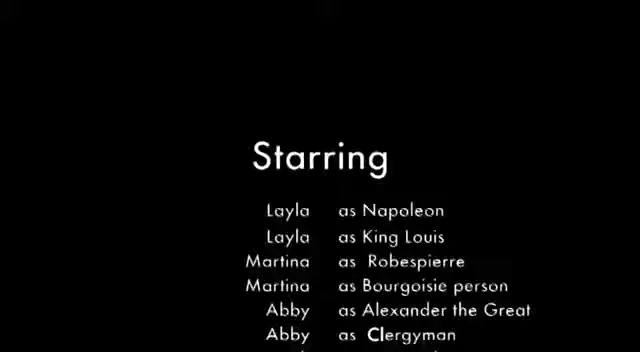 Starring
Layla as Napoleon
Layla as King Louis
Martina as Robespierre
Martina as Bourgoisie person
Abby as Alexander the Great
Abby as Clergyman